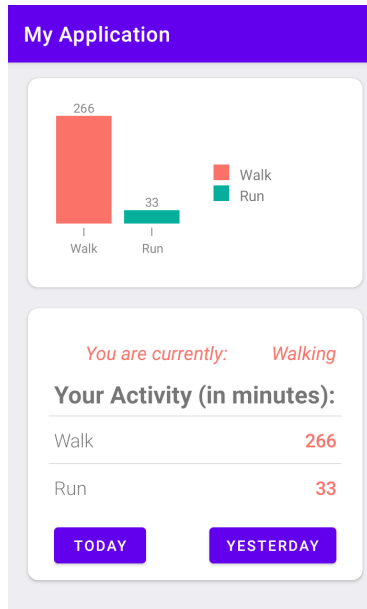 My Application
266
33
Walk
Run
Walk
Run
You are currently: Walking
Your Activity (in minutes):
Walk 266
Run 33
TODAY YESTERDAY